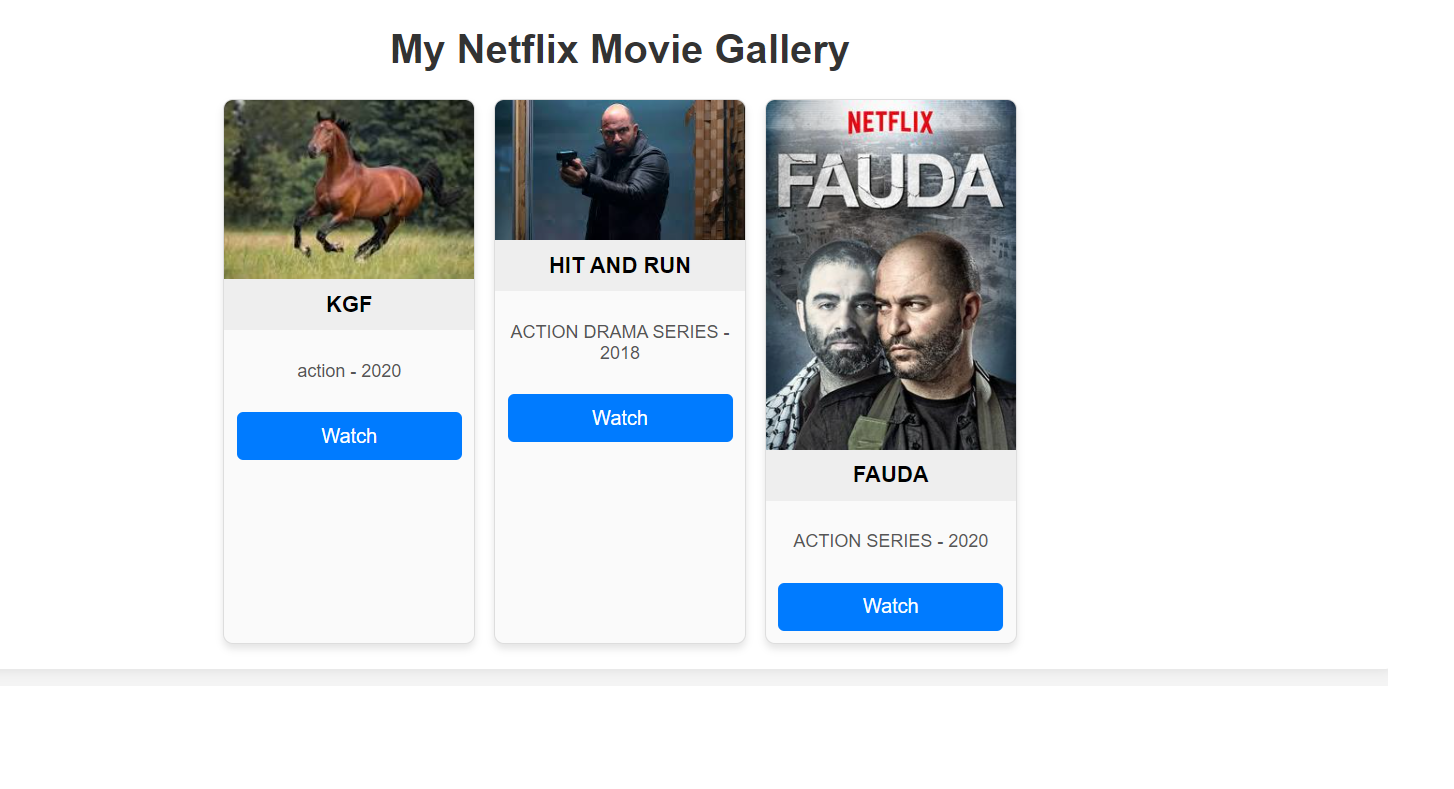 My Netflix Movie Gallery
KGF
action - 2020
Watch
HIT AND RUN
ACTION DRAMA SERIES -
2018
Watch
NETFLIX
FAUDA
FAUDA
ACTION SERIES - 2020
Watch